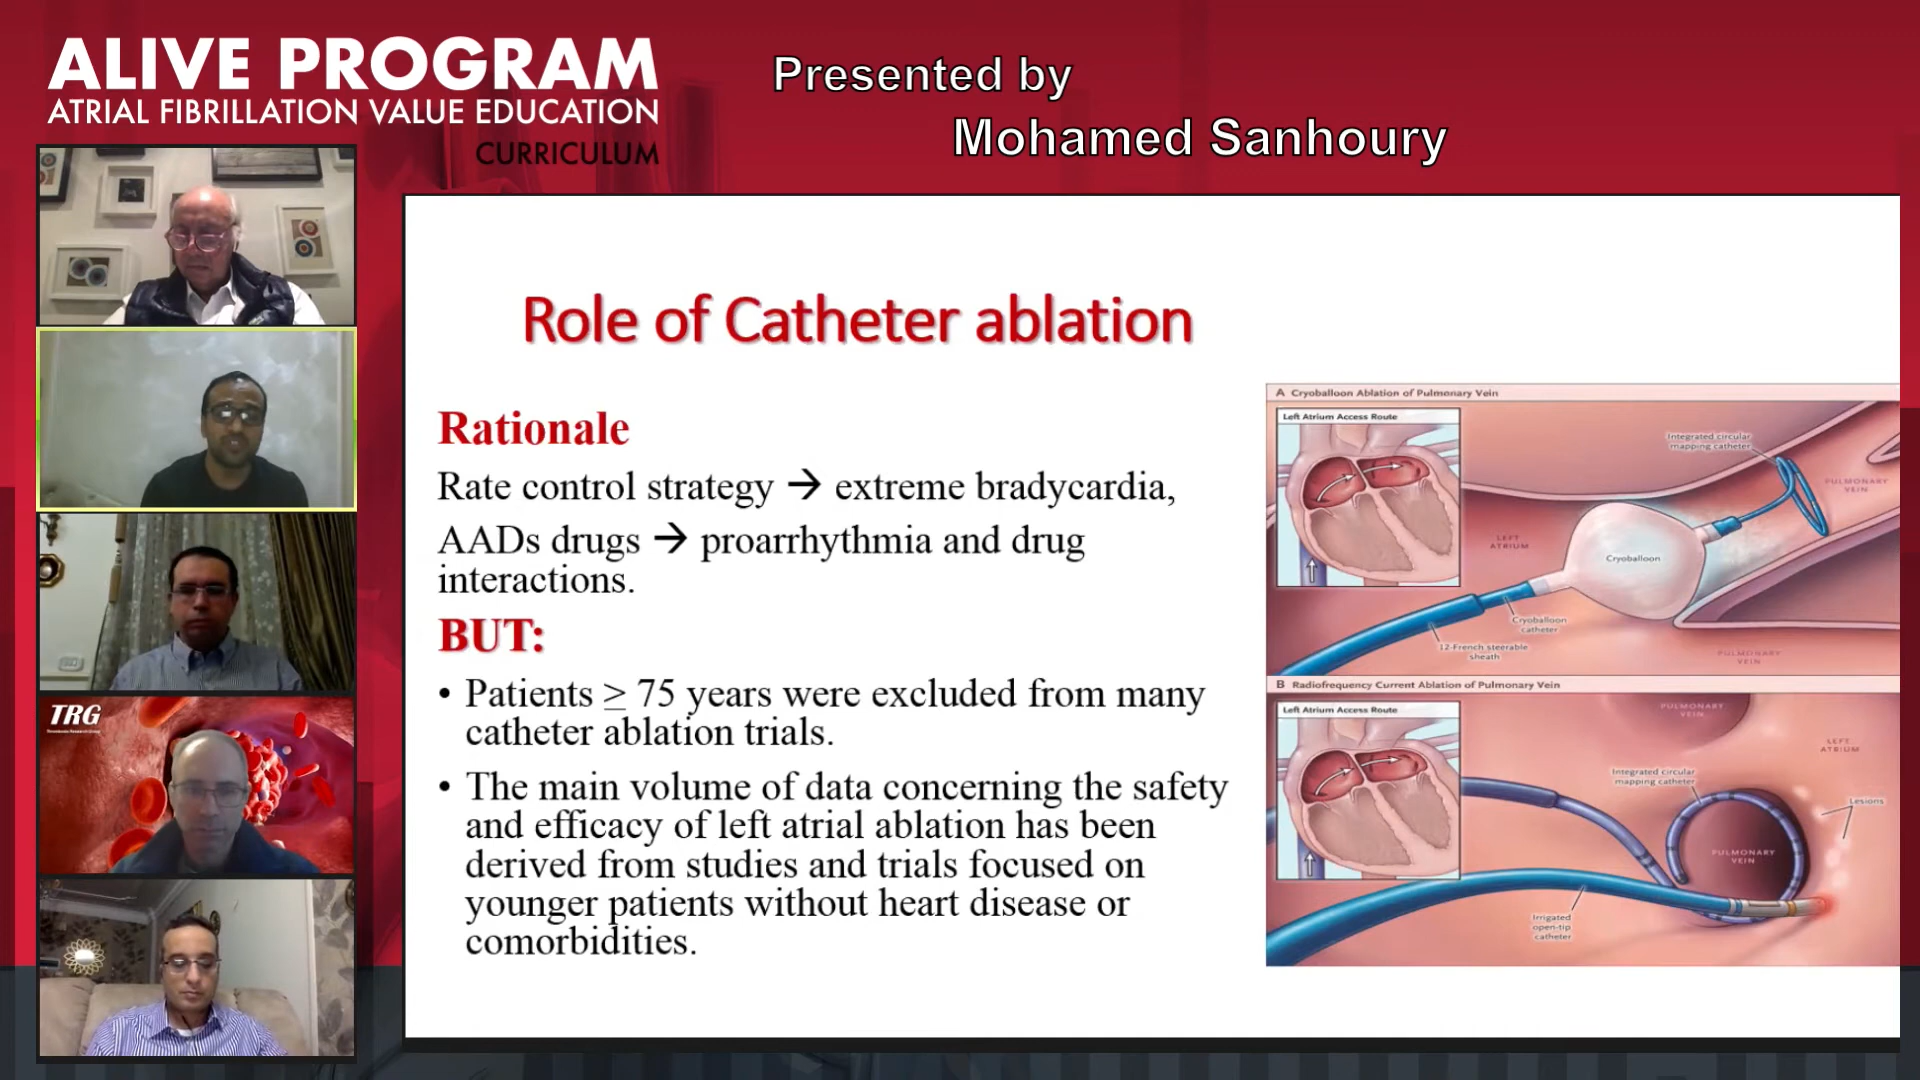 ALIVE PROGRAM
ATRIAL FIBRILLATION VALUE EDUCATION
CURRICULUM
Presented by
Mohamed Sanhoury
TRG
Role of Catheter ablation
Rationale
Rate control strategy → extreme bradycardia,
AADs drugs → proarrhythmia and drug
interactions.
BUT:
• Patients ≥ 75 years were excluded from many
catheter ablation trials.
• The main volume of data concerning the safety
and efficacy of left atrial ablation has been
derived from studies and trials focused on
younger patients without heart disease or
comorbidities.
A Cryoballoon Ablation of Pulmonary Vein
Left Atrium Access Route
Integrated circular
mapping catheter
PULMONARY
VEIN
LEFT
ATRIUM
Cryoballoon
Cryoballoon
catheter
12-French steerable
sheath
PULMONARY
VEIN
B Radiofrequency Current Ablation of Pulmonary Vein
Left Atrium Access Route
PULMONARY
VEIN
LEFT
ATRIUM
Integrated circular
mapping catheter
Lesions
PULMONARY
VEIN
Irrigated
open-tip
catheter